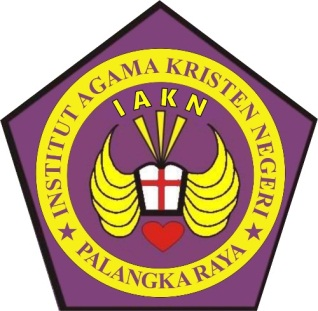 INSTITUT AGAMA KRISTEN NEGERI
IAKN
PALANGKA RAYA